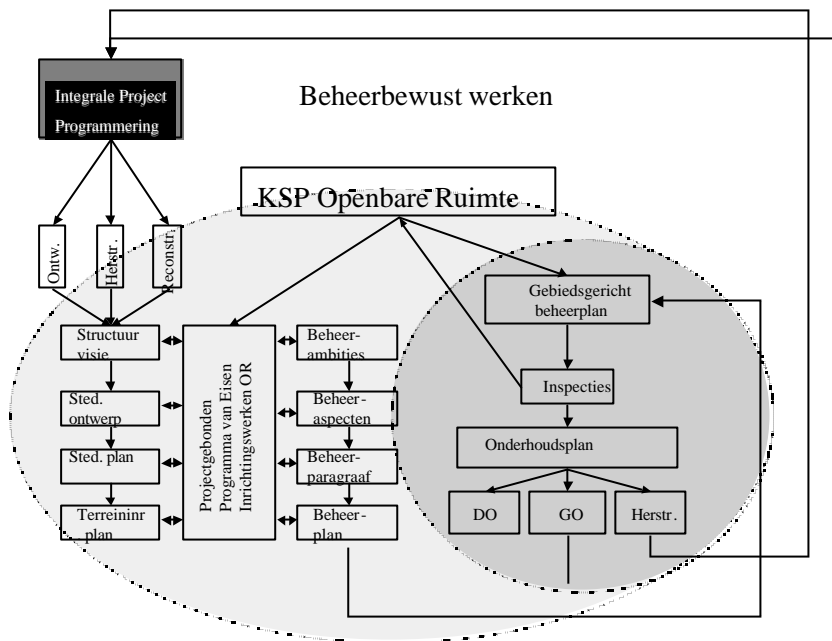 Integrale Project
Programmering
Beheerbewust werken
KSP Openbare Ruimte
Ontw.
Herstr.
Reconstr.
Gebiedsgericht
beheerplan
Structuur
visie
Projectgebonden
Programma van Eisen
Inrichtingswerken OR
Beheer-
ambities
Inspecties
Sted.
ontwerp
Beheer-
aspecten
Onderhoudsplan
Sted. plan
Beheer-
paragraaf
Terreininr
. plan
Beheer-
plan
DO
GO
Herstr.